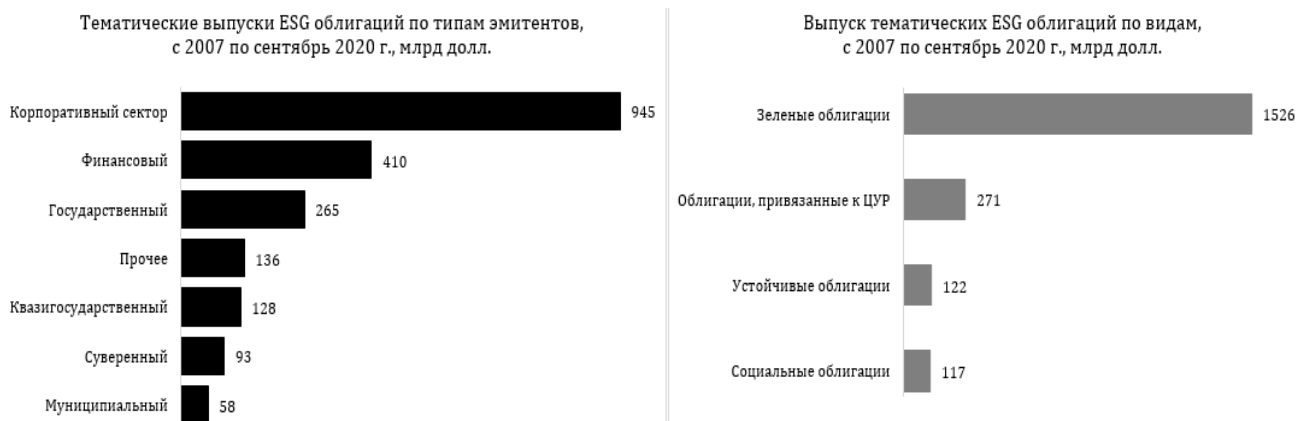 Тематические выпуски ESG облигаций по типам эмитентов,
с 2007 по сентябрь 2020 г., млрд долл.
Корпоративный сектор 945
Финансовый 410
Государственный 265
Прочее 136
Квазигосударственный 128
Суверенный 93
Муниципиальный 58
Выпуск тематических ESG облигаций по видам,
с 2007 по сентябрь 2020 г., млрд долл.
Зеленые облигации 1526
Облигации, привязанные к ЦУР 271
Устойчивые облигации 122
Социальные облигации 117